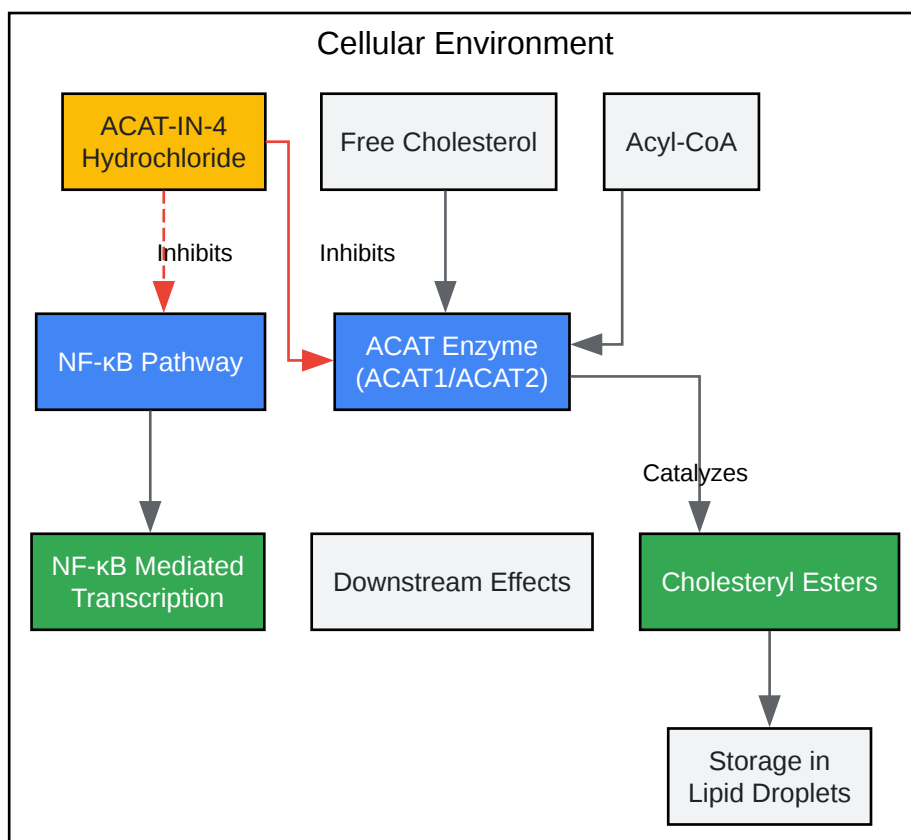 Cellular Environment
ACAT-IN-4
Hydrochloride
Free Cholesterol
Acyl-CoA
Inhibits
Inhibits
NF-κB Pathway
ACAT Enzyme
(ACAT1/ACAT2)
Catalyzes
NF-κB Mediated
Transcription
Downstream Effects
Cholesteryl Esters
Storage in
Lipid Droplets